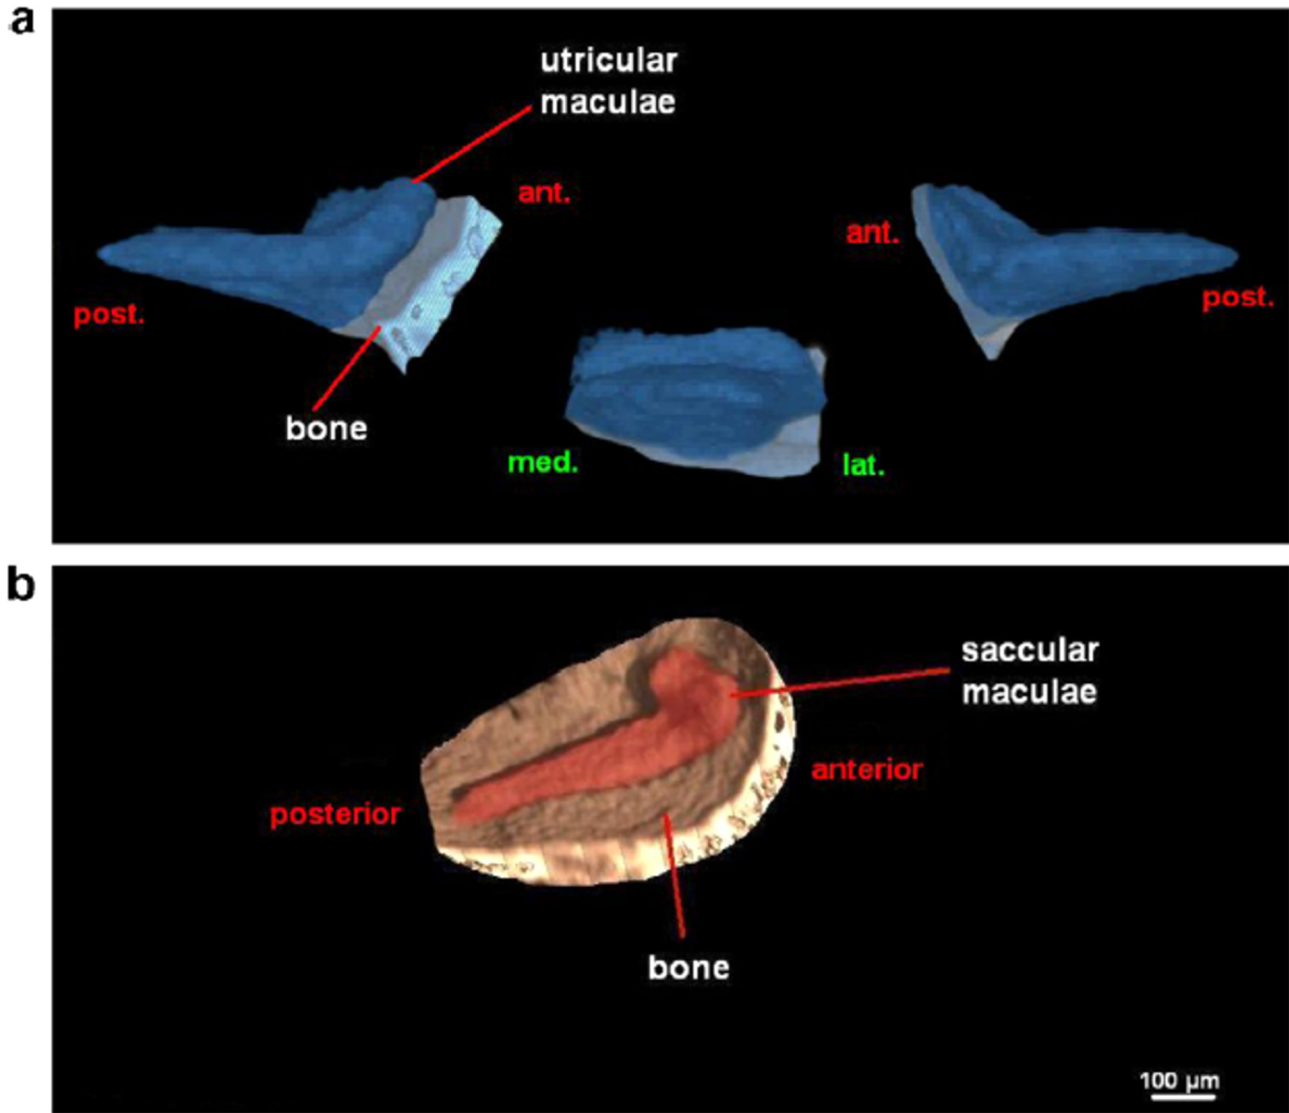 a
utricular
maculae
ant.
ant.
post.
post.
bone
med.
lat.
b
saccular
maculae
anterior
posterior
bone
100 µm